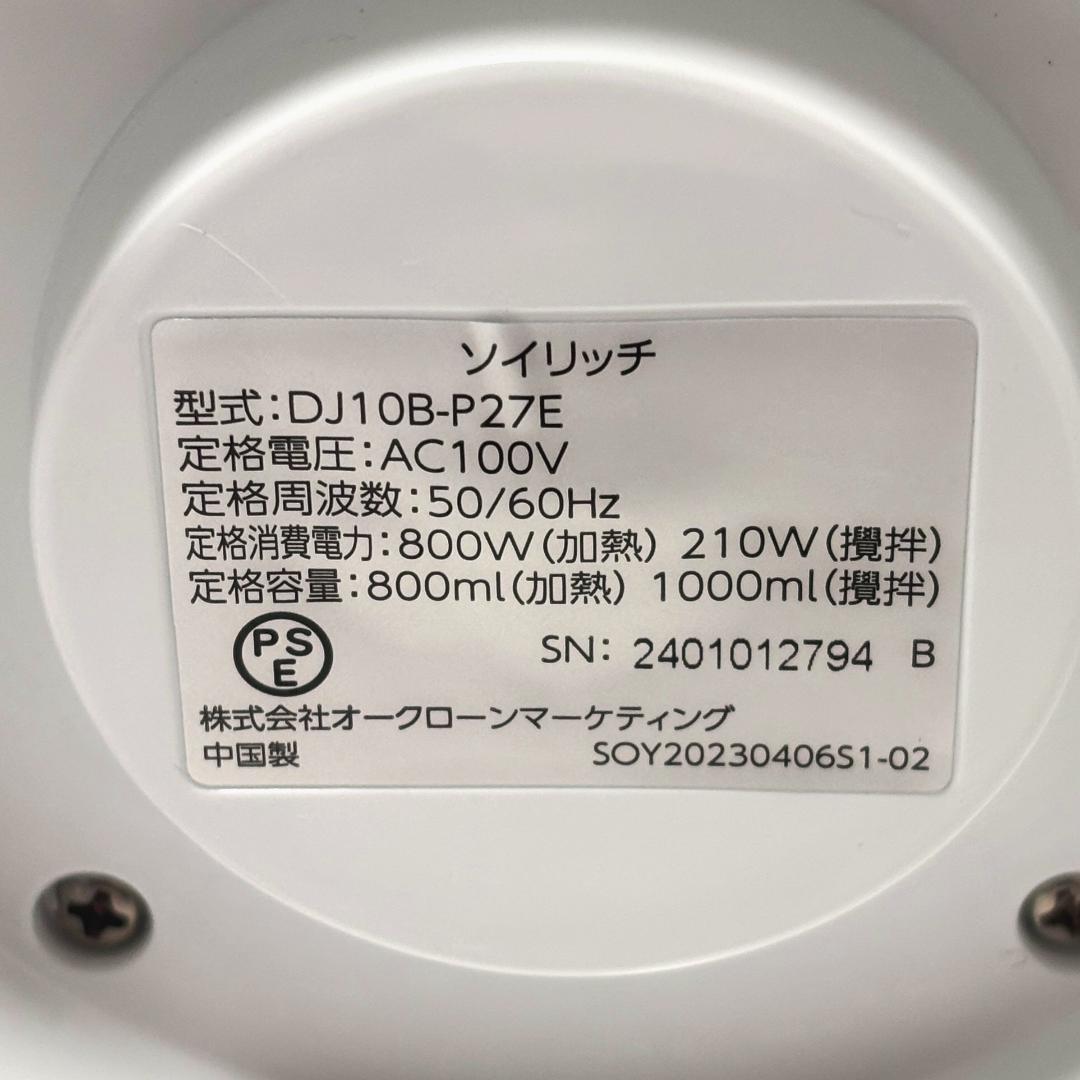 ソイリッチ
型式:DJ10B-P27E
定格電圧:AC100V
定格周波数:50/60Hz
定格消費電力:800W(加熱) 210W(攪拌)
定格容量:800ml(加熱) 1000ml(攪拌)
PSE
SN: 2401012794 B
株式会社オークローンマーケティング
中国製 SOY20230406S1-02